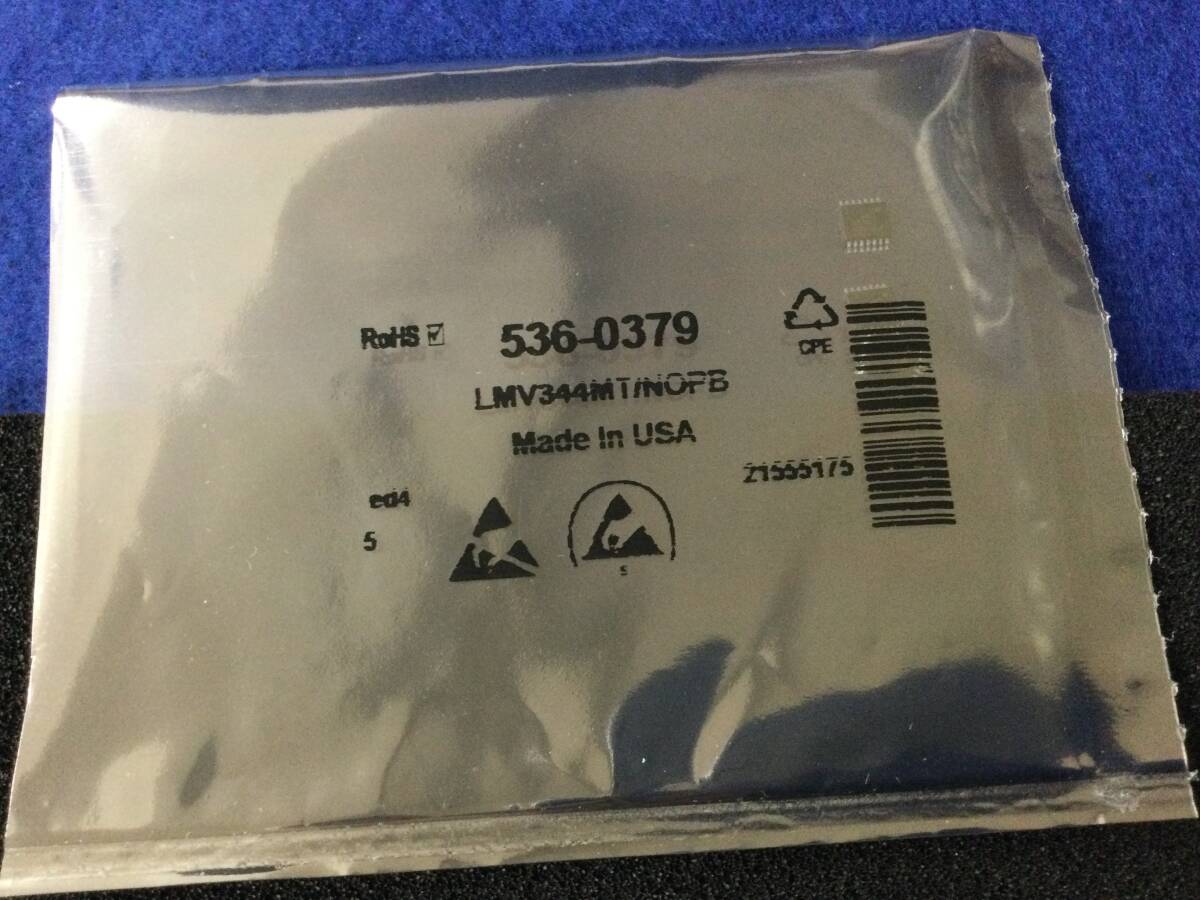 RoHS 536-0379
CPE
LMV344MT/NOPB
Made In USA
21555175
ed4
5
S